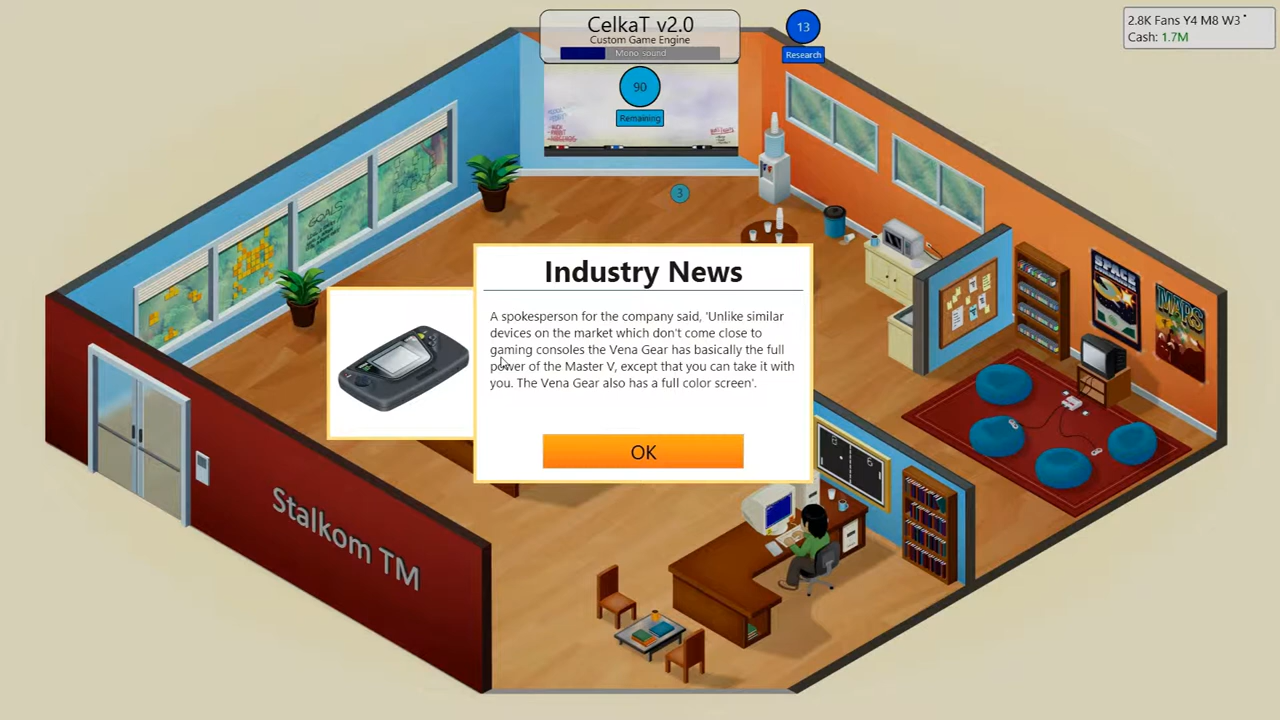 CelkaT v2.0
Custom Game Engine
Mono sound
13
Research
2.8K Fans Y4 M8 W3
Cash: 1.7M
90
Remaining
3
GOALS
SPACE
MARS
Industry News
A spokesperson for the company said, 'Unlike similar
devices on the market which don't come close to
gaming consoles the Vena Gear has basically the full
power of the Master V, except that you can take it with
you. The Vena Gear also has a full color screen'.
OK
Stalkom TM